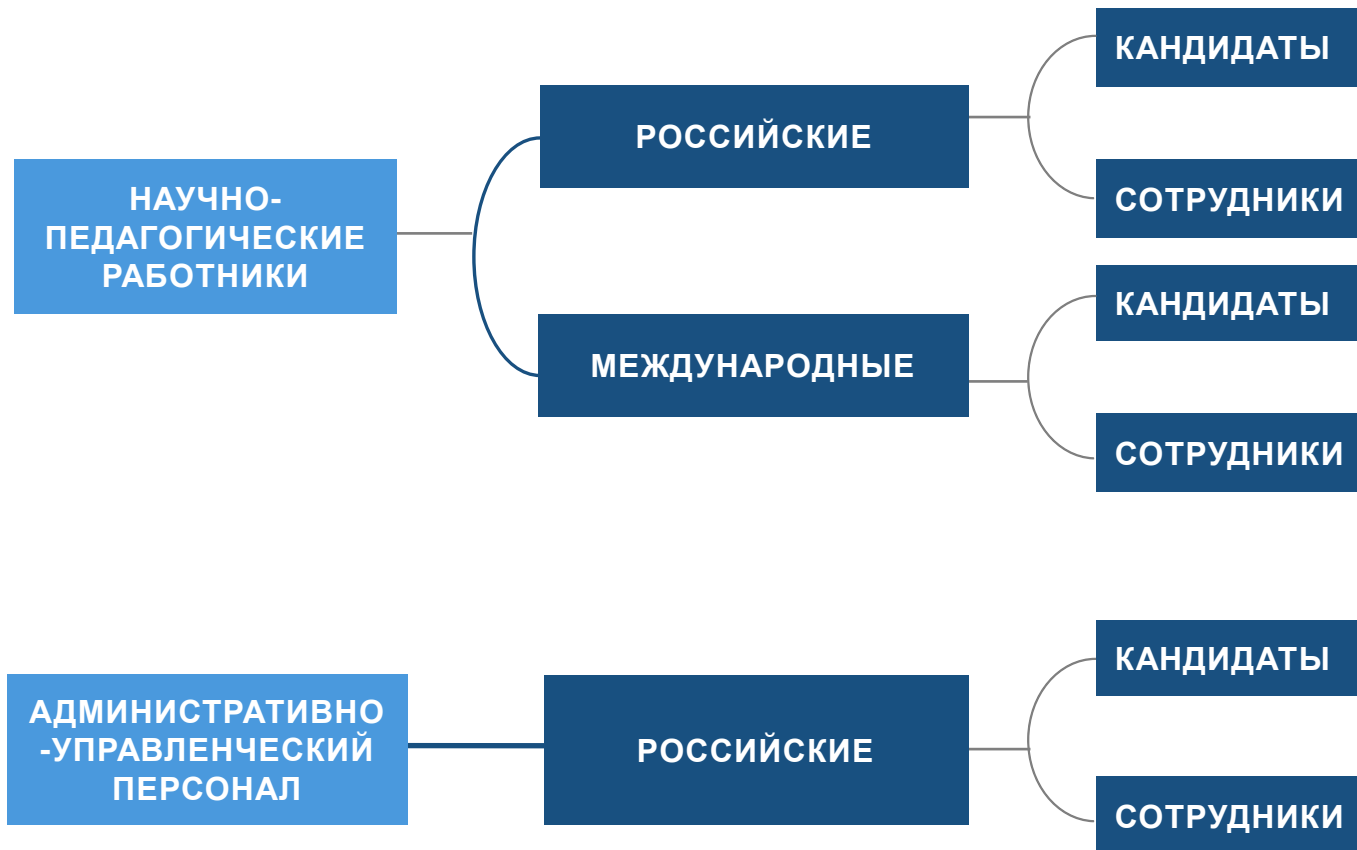 НАУЧНО-
ПЕДАГОГИЧЕСКИЕ
РАБОТНИКИ
РОССИЙСКИЕ
КАНДИДАТЫ
СОТРУДНИКИ
МЕЖДУНАРОДНЫЕ
КАНДИДАТЫ
СОТРУДНИКИ
АДМИНИСТРАТИВНО
-УПРАВЛЕНЧЕСКИЙ
ПЕРСОНАЛ
РОССИЙСКИЕ
КАНДИДАТЫ
СОТРУДНИКИ